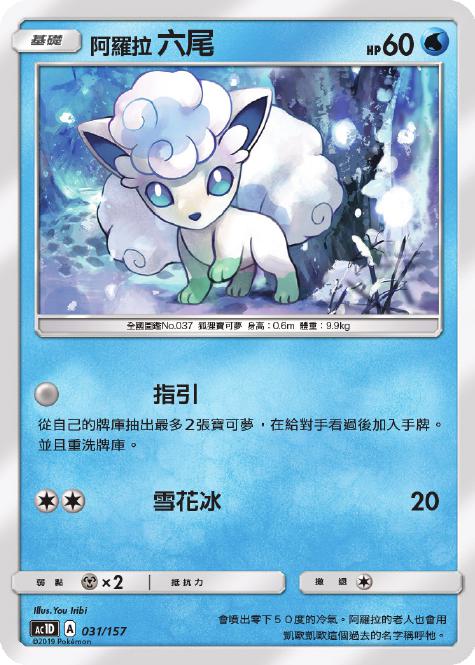 基礎 阿羅拉 六尾 HP60
全國圖鑑No.037 狐狸寶可夢 身高：0.6m 體重：9.9kg
指引
從自己的牌庫抽出最多2張寶可夢，在給對手看過後加入手牌。
並且重洗牌庫。
雪花冰 20
弱點 ×2 抵抗力 撤退
Illus. You Iribi
AC1D A 031/157
©2019 Pokémon
會噴出零下５０度的冷氣。阿羅拉的老人也會用
凱歐凱歐這個過去的名字稱呼牠。